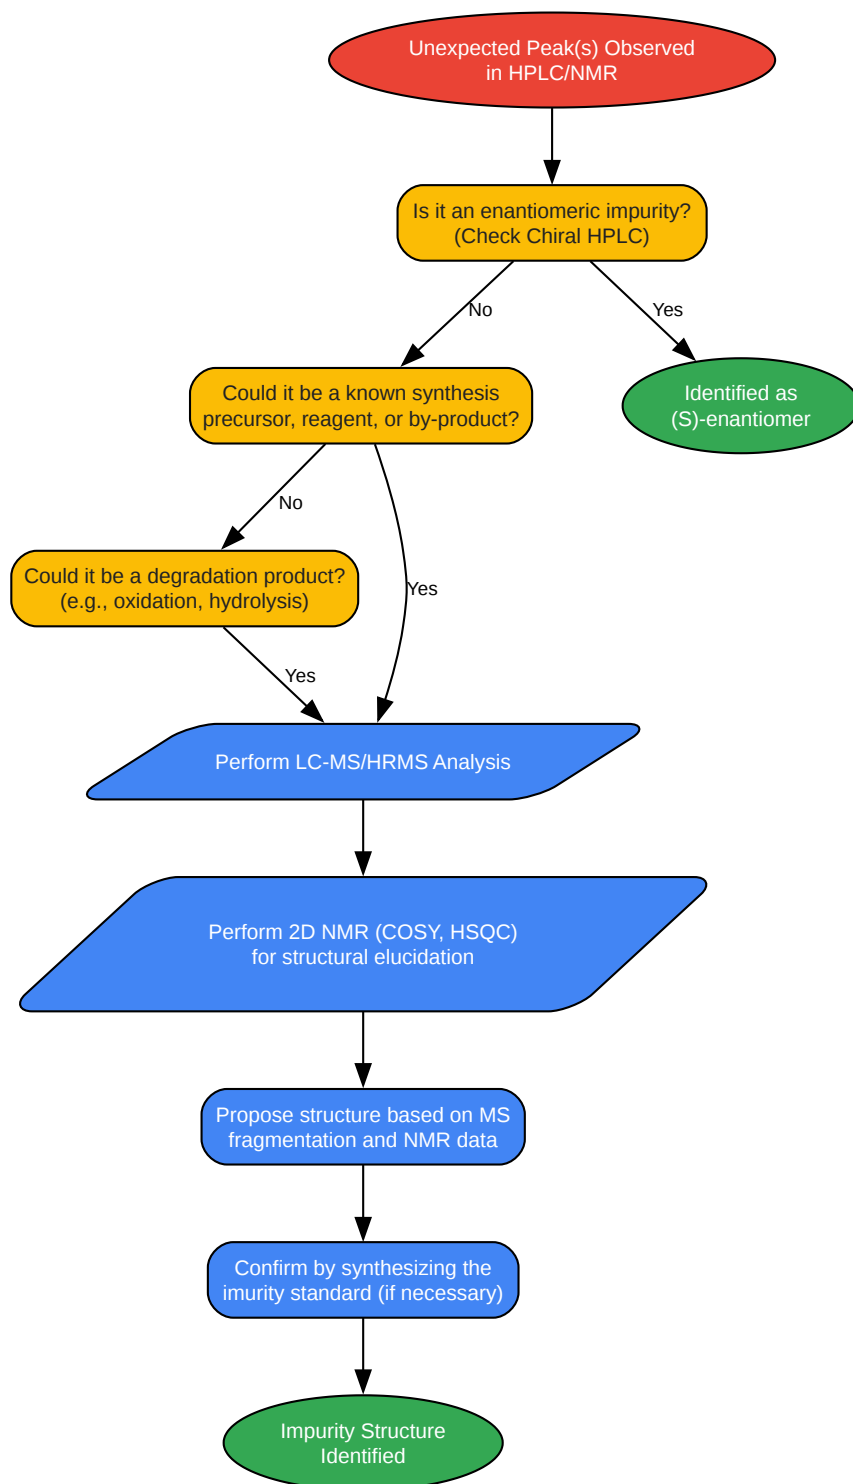 Unexpected Peak(s) Observed
in HPLC/NMR
Is it an enantiomeric impurity?
(Check Chiral HPLC)
No
Yes
Could it be a known synthesis
precursor, reagent, or by-product?
Identified as
(S)-enantiomer
No
Yes
Could it be a degradation product?
(e.g., oxidation, hydrolysis)
Yes
Perform LC-MS/HRMS Analysis
Perform 2D NMR (COSY, HSQC)
for structural elucidation
Propose structure based on MS
fragmentation and NMR data
Confirm by synthesizing the
imurity standard (if necessary)
Impurity Structure
Identified